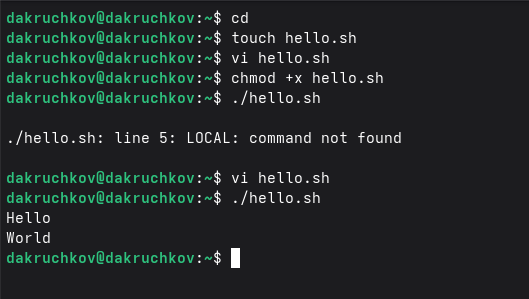 dakruchkov@dakruchkov:~$ cd
dakruchkov@dakruchkov:~$ touch hello.sh
dakruchkov@dakruchkov:~$ vi hello.sh
dakruchkov@dakruchkov:~$ chmod +x hello.sh
dakruchkov@dakruchkov:~$ ./hello.sh
./hello.sh: line 5: LOCAL: command not found
dakruchkov@dakruchkov:~$ vi hello.sh
dakruchkov@dakruchkov:~$ ./hello.sh
Hello
World
dakruchkov@dakruchkov:~$